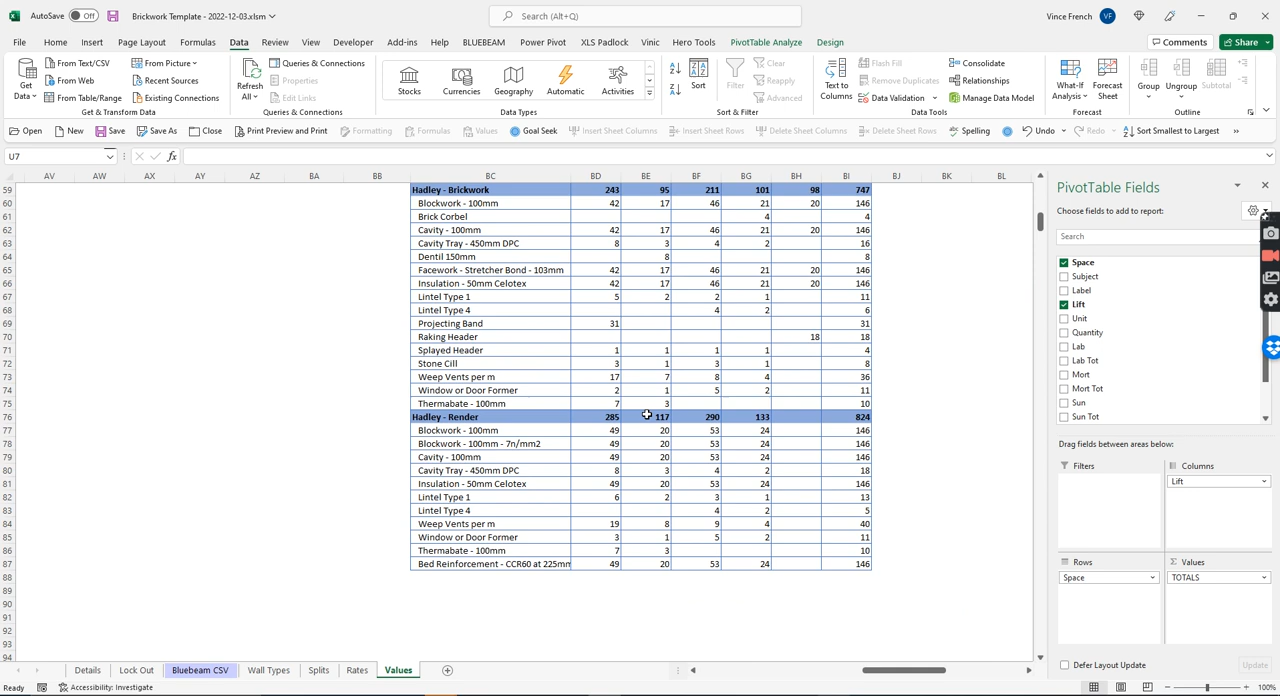 AutoSave Off Brickwork Template - 2022-12-03.xlsm Search (Alt+Q) Vince French VF
File Home Insert Page Layout Formulas Data Review View Developer Add-ins Help BLUEBEAM Power Pivot XLS Padlock Vinic Hero Tools PivotTable Analyze Design Comments Share
From Text/CSV From Picture Queries & Connections Clear Flash Fill Consolidate
From Web Recent Sources Properties Reapply Remove Duplicates Relationships
From Table/Range Existing Connections Edit Links Advanced Data Validation Manage Data Model
Get Data Refresh All Stocks Currencies Geography Automatic Activities Sort Filter Text to Columns What-If Analysis Forecast Sheet Group Ungroup Subtotal
Get & Transform Data Queries & Connections Data Types Sort & Filter Data Tools Forecast Outline
Open New Save Save As Close Print Preview and Print Formatting Formulas Values Goal Seek Insert Sheet Columns Insert Sheet Rows Delete Sheet Columns Delete Sheet Rows Spelling Undo Redo Sort Smallest to Largest
U7 fx
AV AW AX AY AZ BA BB BC BD BE BF BG BH BI BJ BK BL
59 Hadley - Brickwork 243 95 211 101 98 747
60 Blockwork - 100mm 42 17 46 21 20 146
61 Brick Corbel 4 4
62 Cavity - 100mm 42 17 46 21 20 146
63 Cavity Tray - 450mm DPC 8 3 4 2 16
64 Dentil 150mm 8 8
65 Facework - Stretcher Bond - 103mm 42 17 46 21 20 146
66 Insulation - 50mm Celotex 42 17 46 21 20 146
67 Lintel Type 1 5 2 2 1 11
68 Lintel Type 4 4 2 6
69 Projecting Band 31 31
70 Raking Header 18 18
71 Splayed Header 1 1 1 1 4
72 Stone Cill 3 1 3 1 8
73 Weep Vents per m 17 7 8 4 36
74 Window or Door Former 2 1 5 2 11
75 Thermabate - 100mm 7 3 10
76 Hadley - Render 285 117 290 133 824
77 Blockwork - 100mm 49 20 53 24 146
78 Blockwork - 100mm - 7n/mm2 49 20 53 24 146
79 Cavity - 100mm 49 20 53 24 146
80 Cavity Tray - 450mm DPC 8 3 4 2 18
81 Insulation - 50mm Celotex 49 20 53 24 146
82 Lintel Type 1 6 2 3 1 13
83 Lintel Type 4 4 2 5
84 Weep Vents per m 19 8 9 4 40
85 Window or Door Former 3 1 5 2 11
86 Thermabate - 100mm 7 3 10
87 Bed Reinforcement - CCR60 at 225mm 49 20 53 24 146
88
89
90
91
92
93
94
PivotTable Fields
Choose fields to add to report:
Search
Space
Subject
Label
Lift
Unit
Quantity
Lab
Lab Tot
Mort
Mort Tot
Sun
Sun Tot
Drag fields between areas below:
Filters Columns
Lift
Rows Values
Space TOTALS
Defer Layout Update Update
Details Lock Out Bluebeam CSV Wall Types Splits Rates Values
Ready Accessibility: Investigate 100%